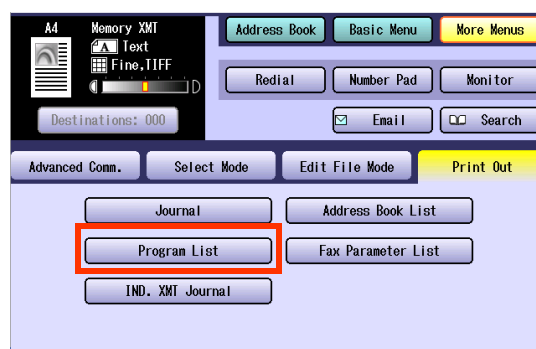 A4 Memory XMT Address Book Basic Menu More Menus
A Text
Fine,TIFF
D Redial Number Pad Monitor
Destinations: 000 Email Search
Advanced Comm. Select Mode Edit File Mode Print Out
Journal Address Book List
Program List Fax Parameter List
IND. XMT Journal